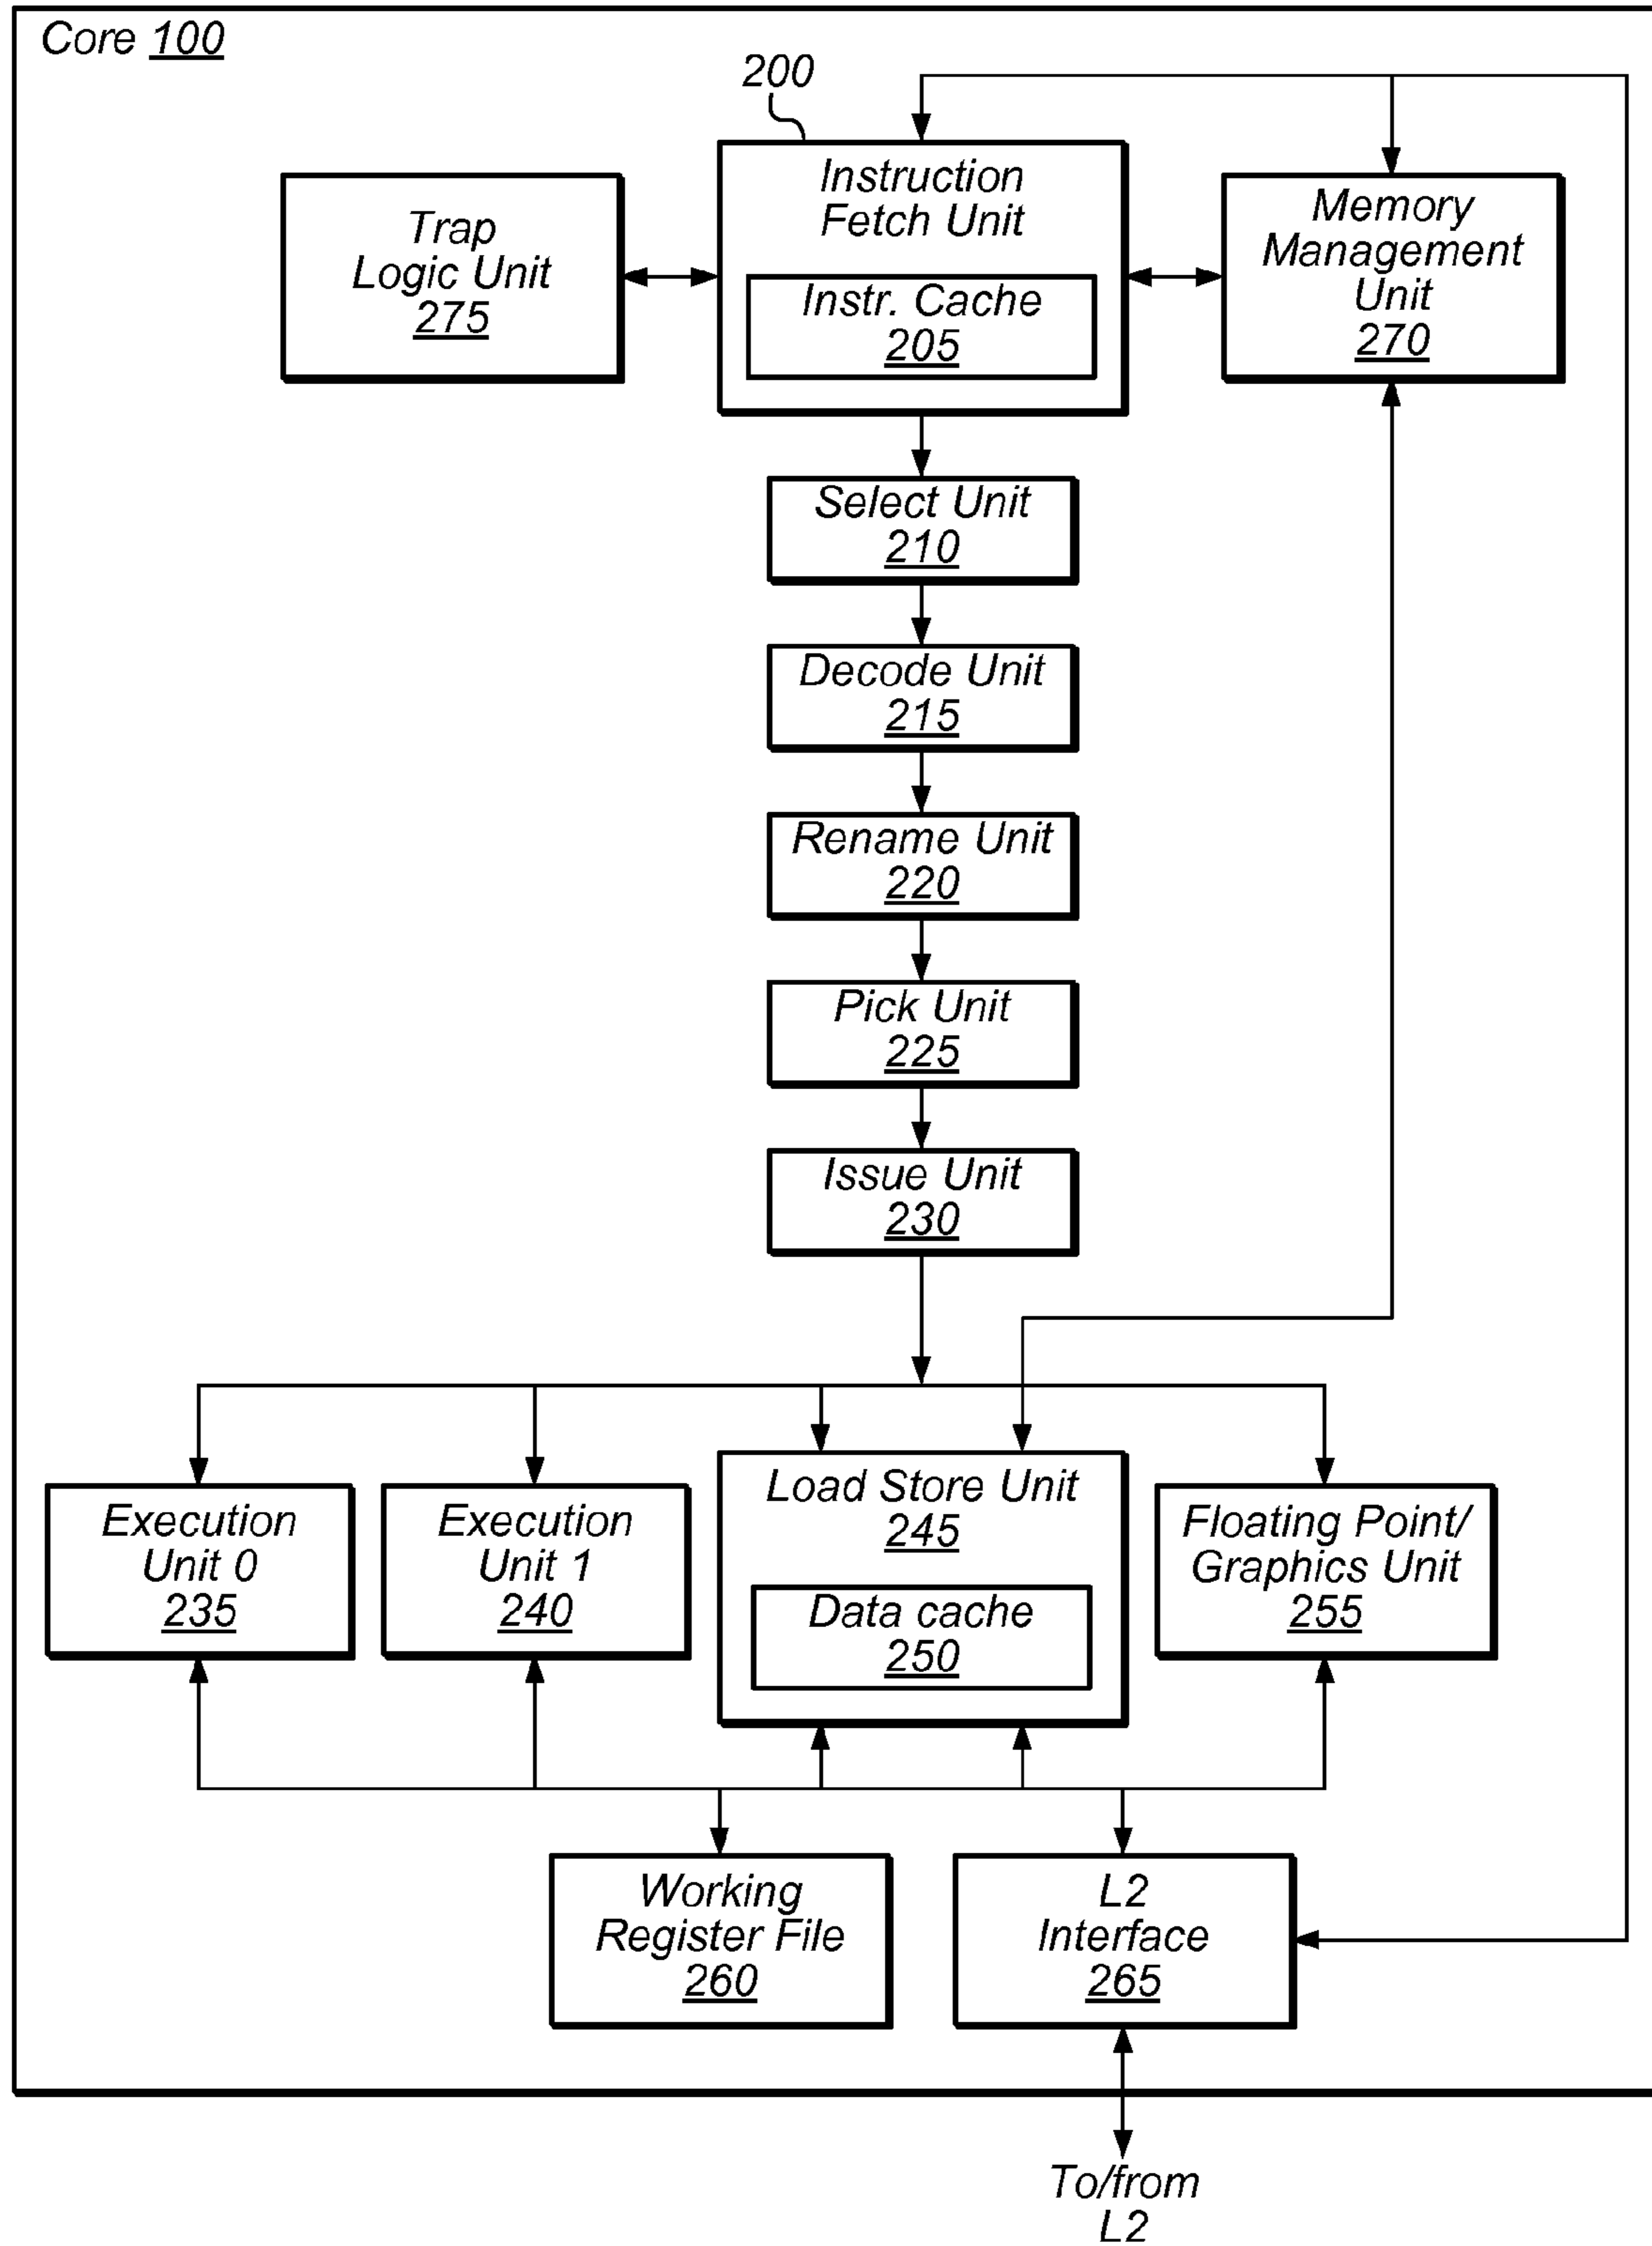 Core 100
200
Instruction
Fetch Unit
Instr. Cache
205
Trap
Logic Unit
275
Memory
Management
Unit
270
Select Unit
210
Decode Unit
215
Rename Unit
220
Pick Unit
225
Issue Unit
230
Execution
Unit 0
235
Execution
Unit 1
240
Load Store Unit
245
Data cache
250
Floating Point/
Graphics Unit
255
Working
Register File
260
L2
Interface
265
To/from
L2